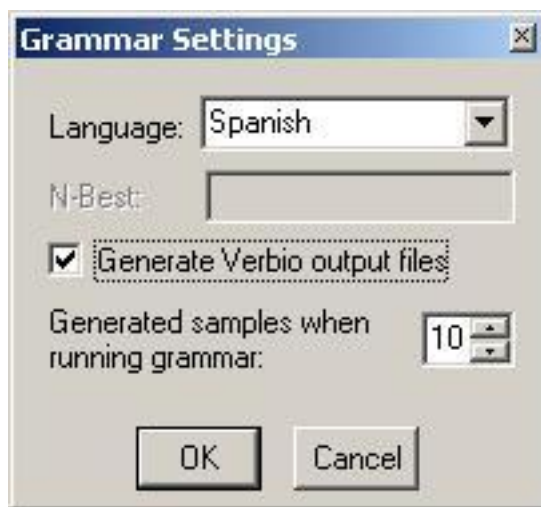 Grammar Settings
Language: Spanish
N-Best:
Generate Verbio output files
Generated samples when
running grammar:
10
OK Cancel